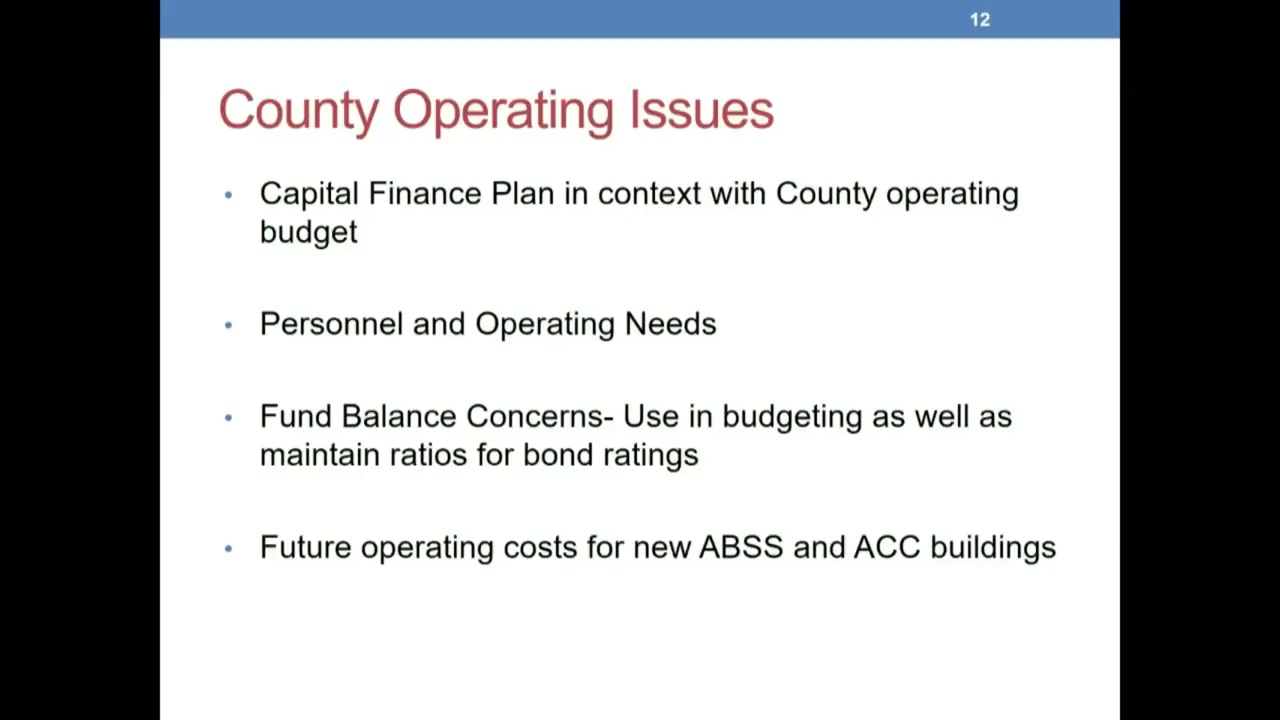 12
County Operating Issues
• Capital Finance Plan in context with County operating
budget
• Personnel and Operating Needs
• Fund Balance Concerns- Use in budgeting as well as
maintain ratios for bond ratings
• Future operating costs for new ABSS and ACC buildings